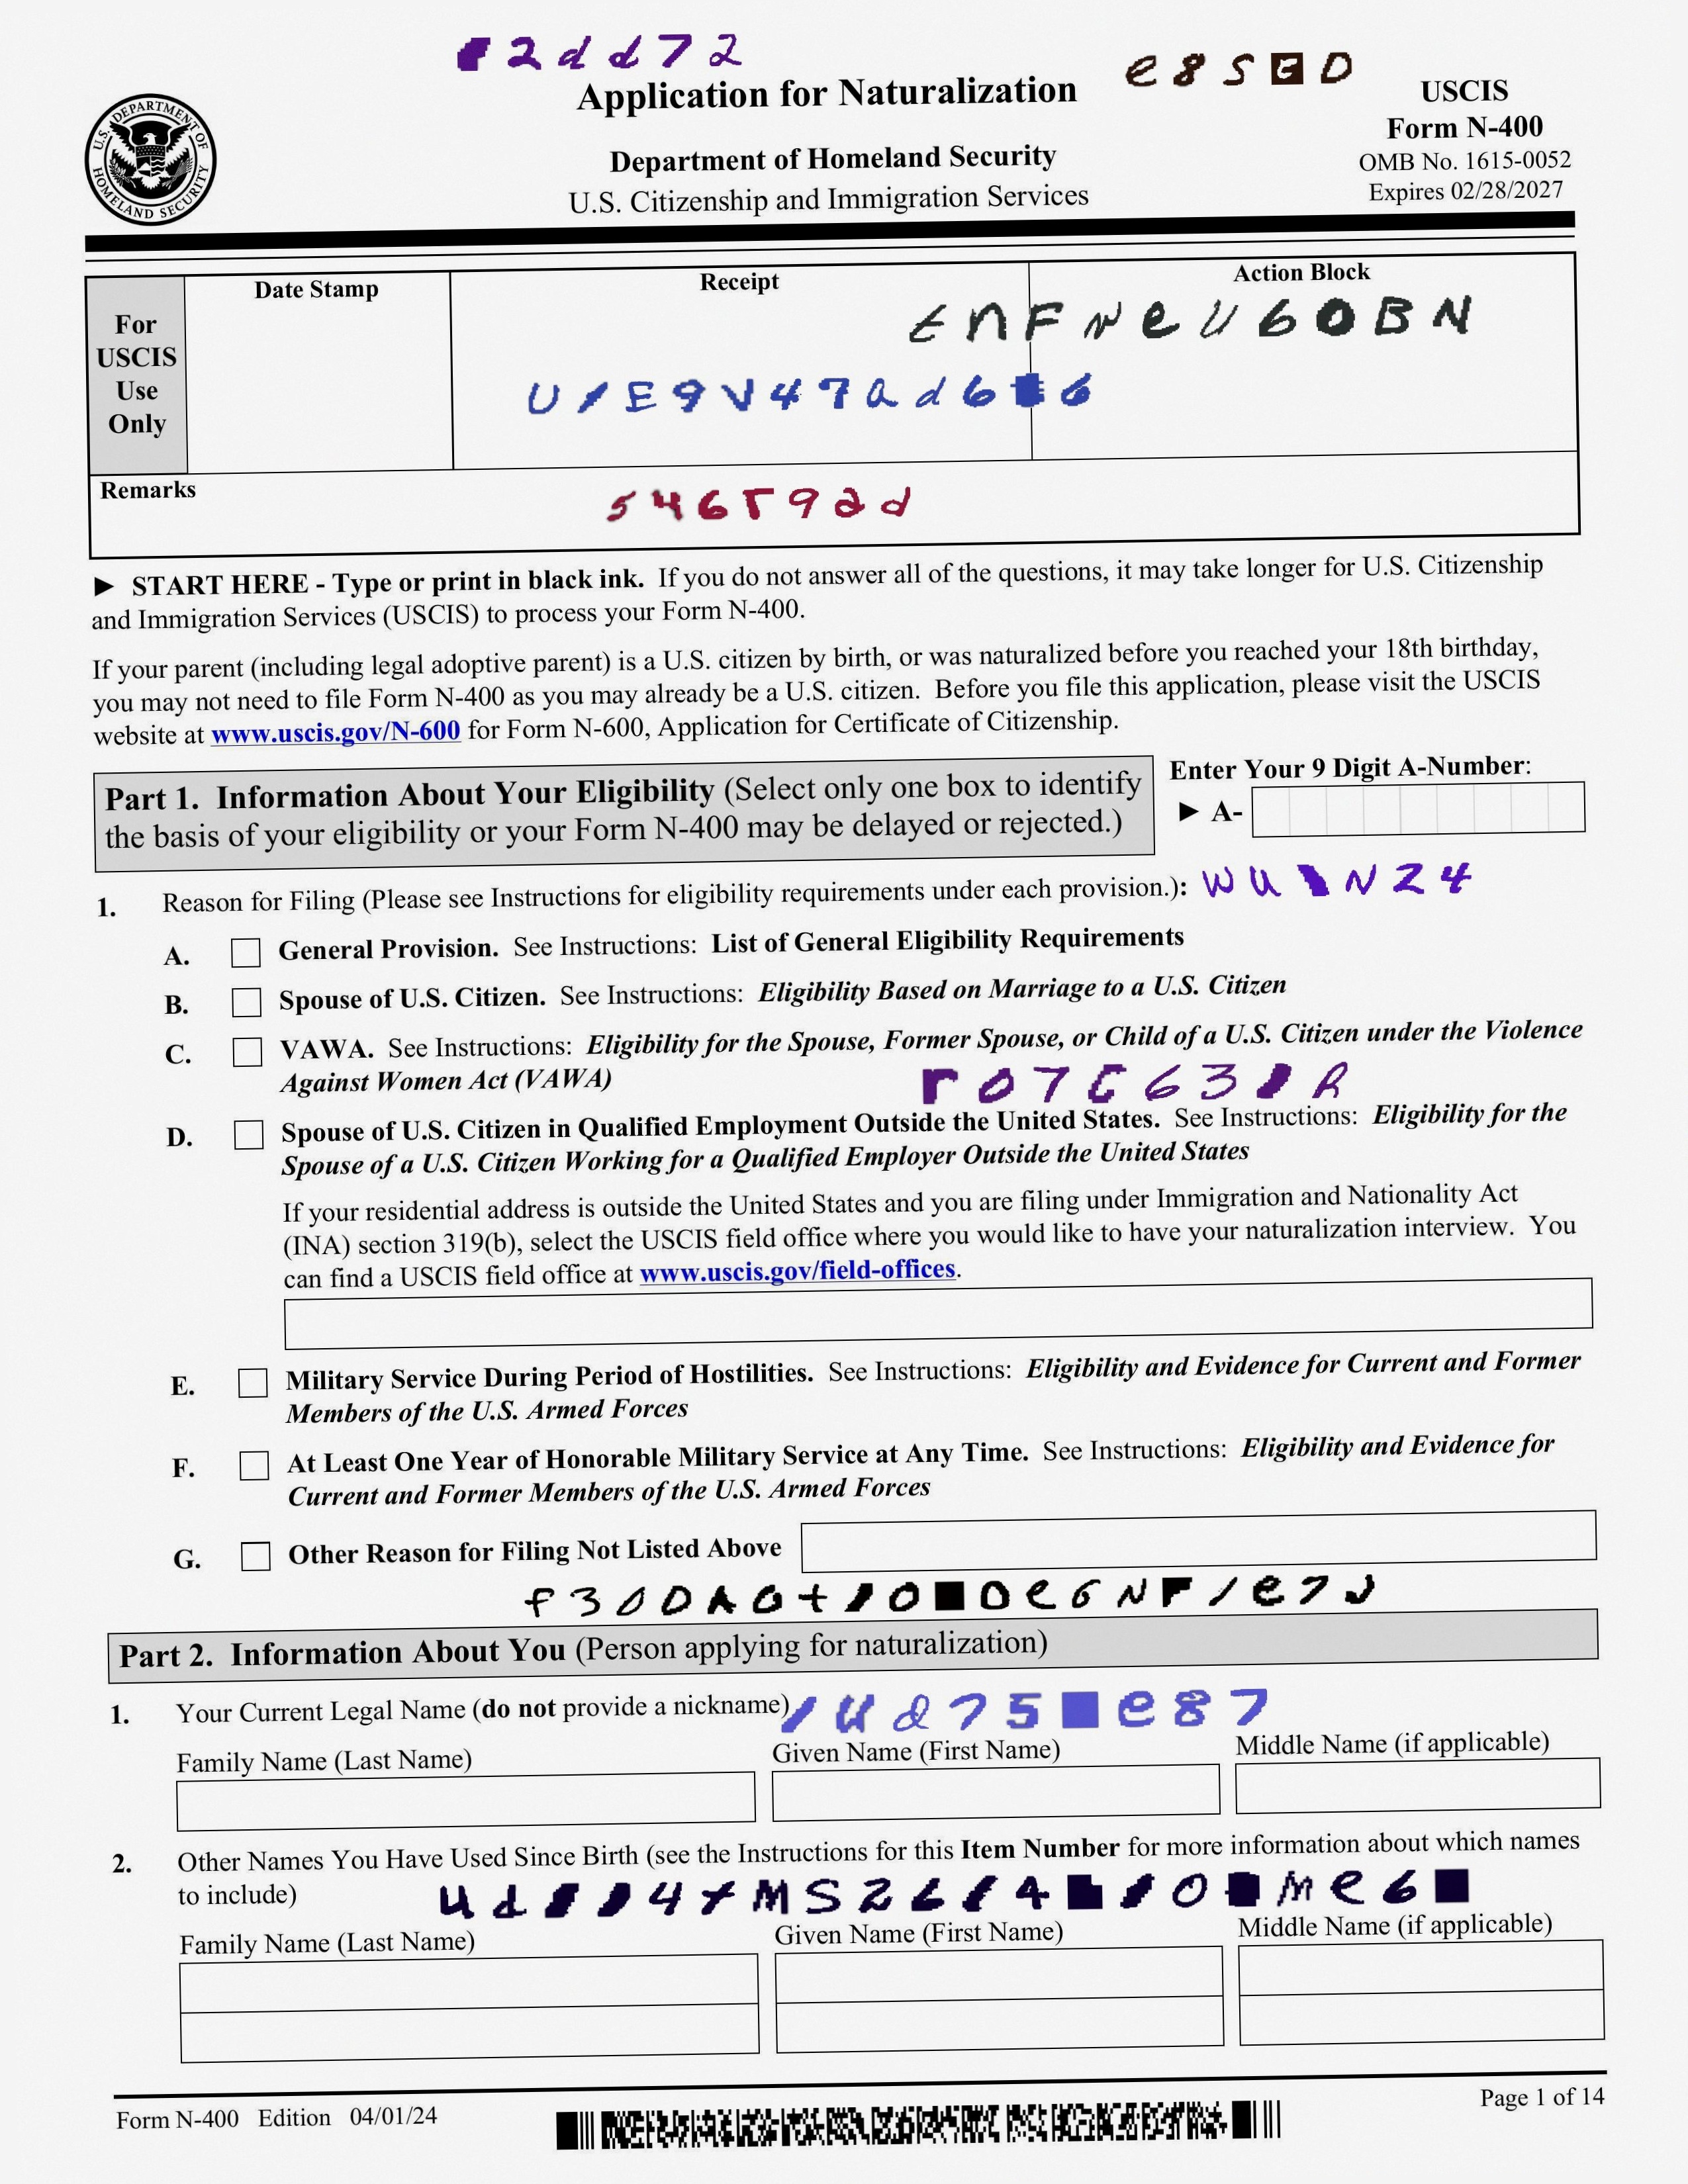 Application for Naturalization
Department of Homeland Security
U.S. Citizenship and Immigration Services
USCIS
Form N-400
OMB No. 1615-0052
Expires 02/28/2027
U.S. DEPARTMENT OF HOMELAND SECURITY
For USCIS Use Only
Date Stamp
Receipt
Action Block
Remarks
546r9ad
► START HERE - Type or print in black ink. If you do not answer all of the questions, it may take longer for U.S. Citizenship
and Immigration Services (USCIS) to process your Form N-400.
If your parent (including legal adoptive parent) is a U.S. citizen by birth, or was naturalized before you reached your 18th birthday,
you may not need to file Form N-400 as you may already be a U.S. citizen. Before you file this application, please visit the USCIS
website at www.uscis.gov/N-600 for Form N-600, Application for Certificate of Citizenship.
Part 1. Information About Your Eligibility (Select only one box to identify
the basis of your eligibility or your Form N-400 may be delayed or rejected.)
Enter Your 9 Digit A-Number:
► A-
1. Reason for Filing (Please see Instructions for eligibility requirements under each provision.):
A. General Provision. See Instructions: List of General Eligibility Requirements
B. Spouse of U.S. Citizen. See Instructions: Eligibility Based on Marriage to a U.S. Citizen
C. VAWA. See Instructions: Eligibility for the Spouse, Former Spouse, or Child of a U.S. Citizen under the Violence
Against Women Act (VAWA)
D. Spouse of U.S. Citizen in Qualified Employment Outside the United States. See Instructions: Eligibility for the
Spouse of a U.S. Citizen Working for a Qualified Employer Outside the United States
If your residential address is outside the United States and you are filing under Immigration and Nationality Act
(INA) section 319(b), select the USCIS field office where you would like to have your naturalization interview. You
can find a USCIS field office at www.uscis.gov/field-offices.
E. Military Service During Period of Hostilities. See Instructions: Eligibility and Evidence for Current and Former
Members of the U.S. Armed Forces
F. At Least One Year of Honorable Military Service at Any Time. See Instructions: Eligibility and Evidence for
Current and Former Members of the U.S. Armed Forces
G. Other Reason for Filing Not Listed Above
Part 2. Information About You (Person applying for naturalization)
1. Your Current Legal Name (do not provide a nickname)
Family Name (Last Name)
Given Name (First Name)
Middle Name (if applicable)
2. Other Names You Have Used Since Birth (see the Instructions for this Item Number for more information about which names
to include)
Family Name (Last Name)
Given Name (First Name)
Middle Name (if applicable)
Form N-400 Edition 04/01/24
Page 1 of 14